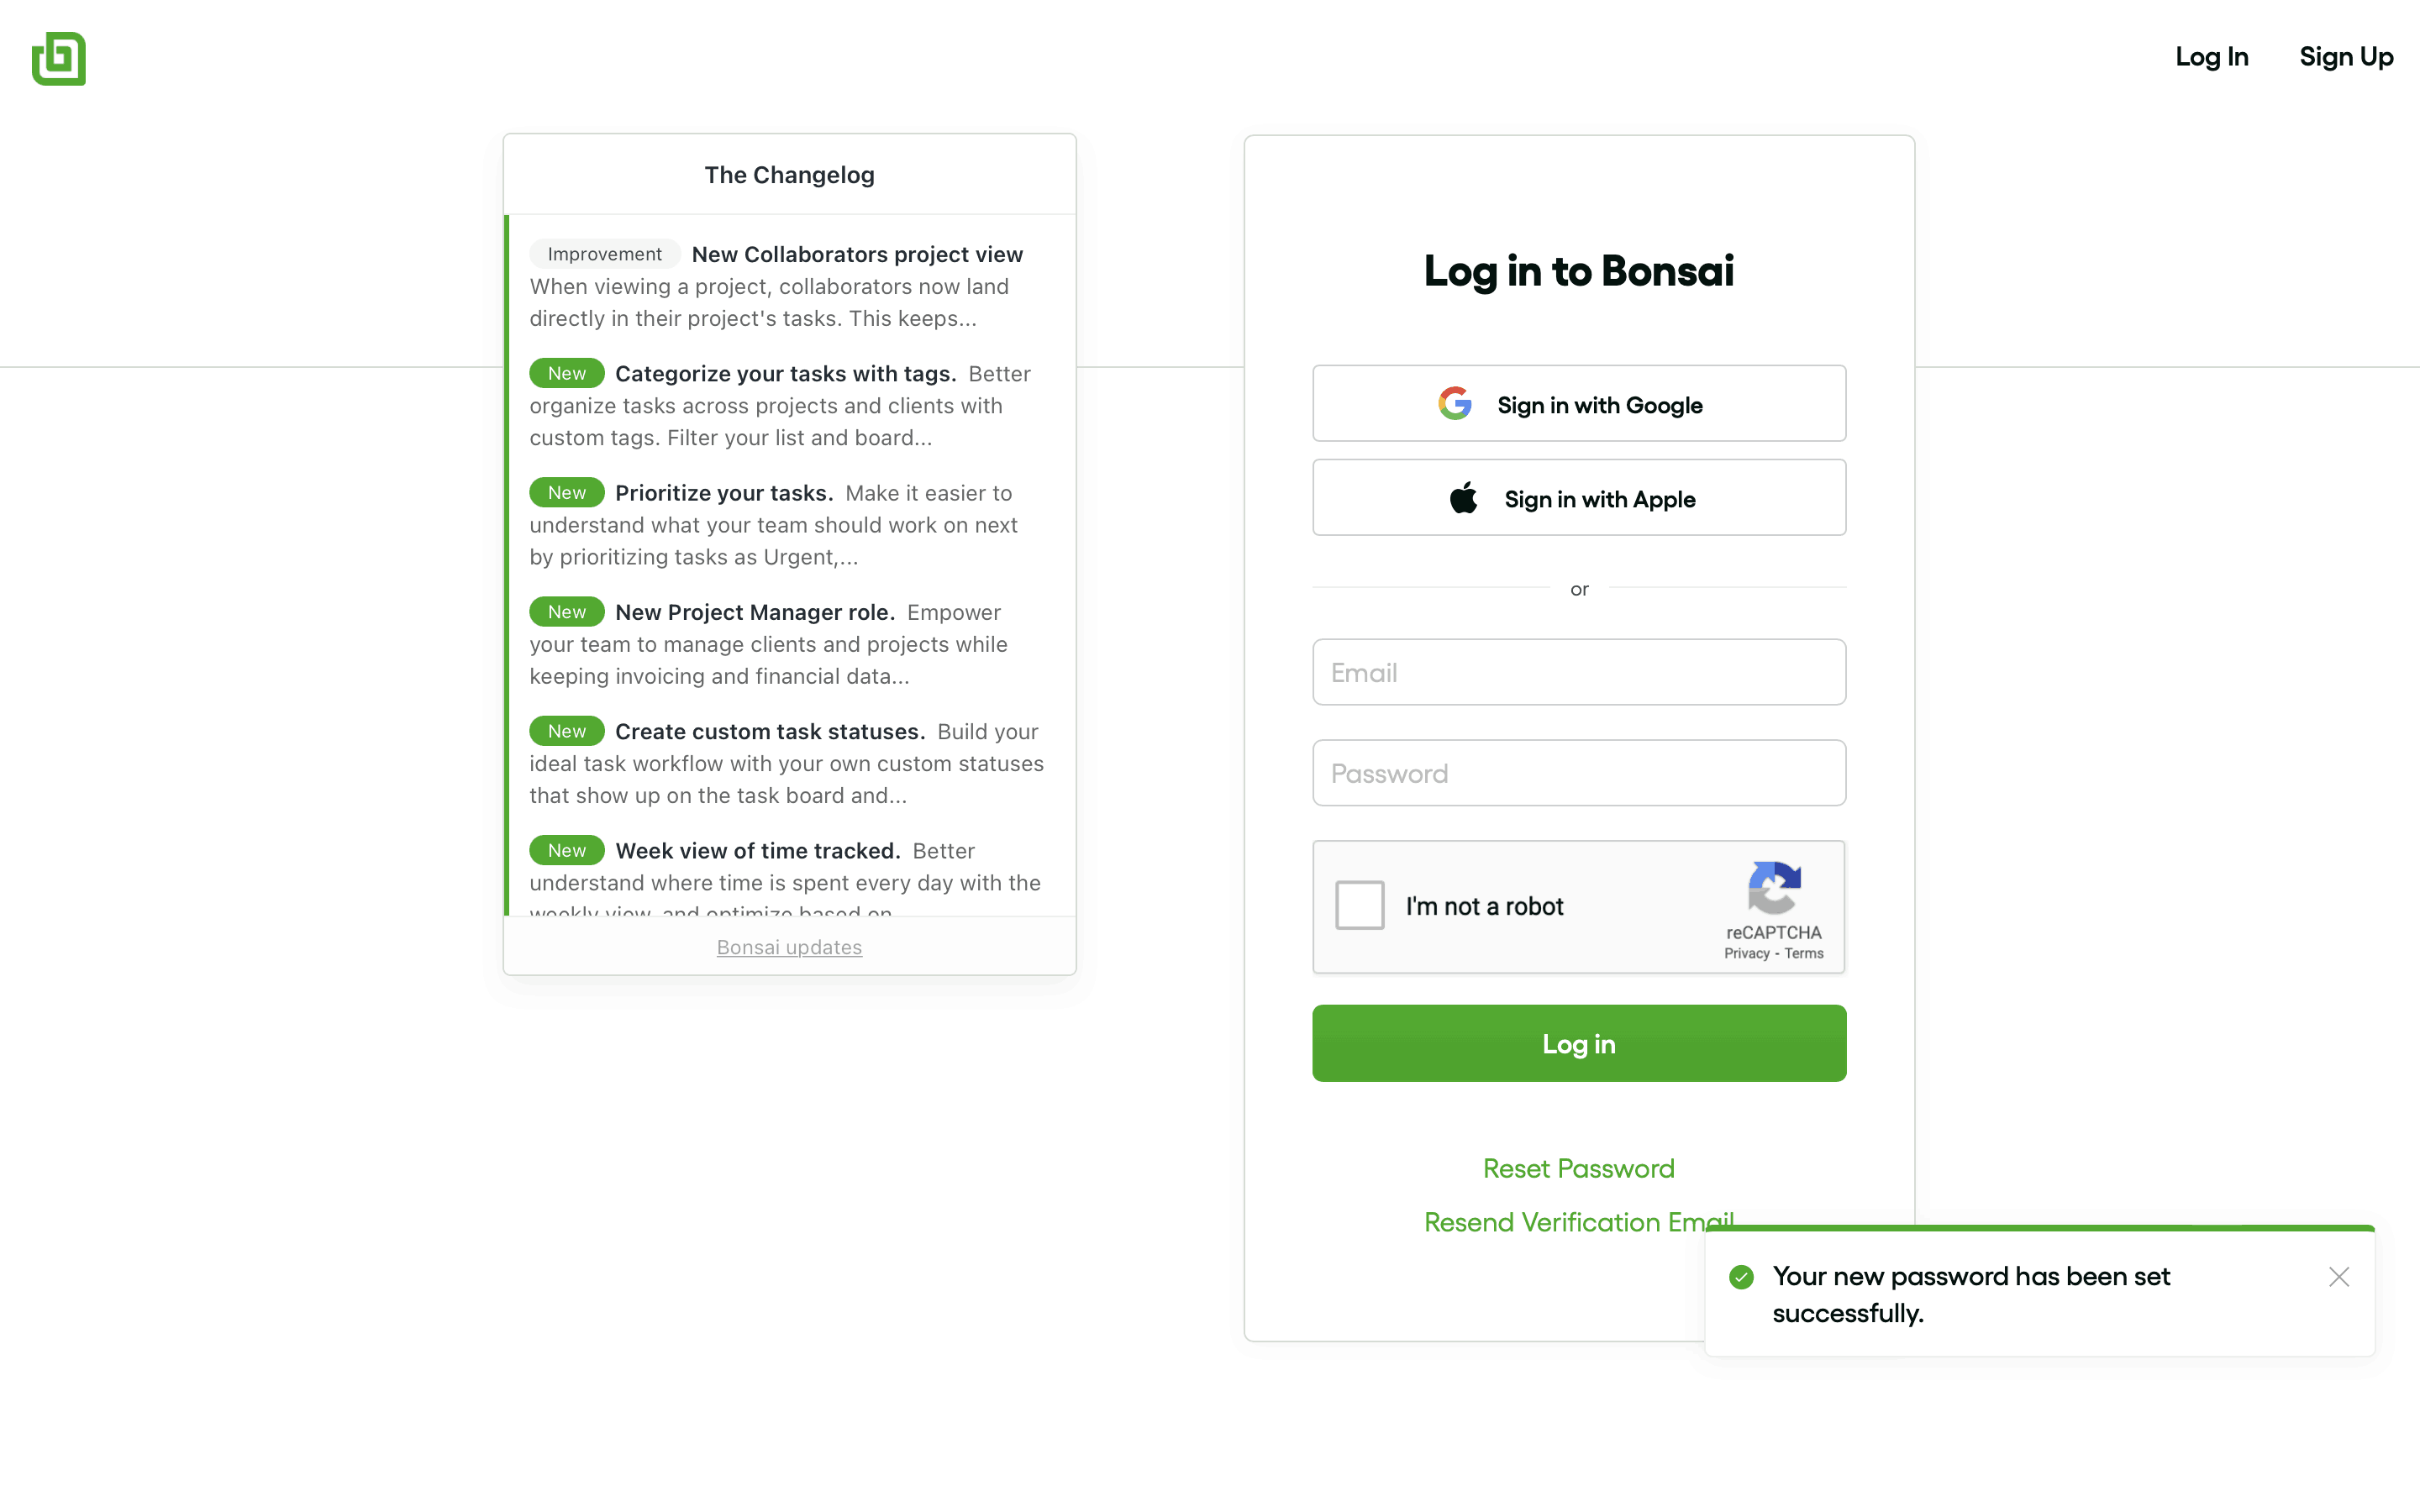 Log In
Sign Up
The Changelog
Improvement New Collaborators project view
When viewing a project, collaborators now land
directly in their project's tasks. This keeps...
New Categorize your tasks with tags. Better
organize tasks across projects and clients with
custom tags. Filter your list and board...
New Prioritize your tasks. Make it easier to
understand what your team should work on next
by prioritizing tasks as Urgent,...
New New Project Manager role. Empower
your team to manage clients and projects while
keeping invoicing and financial data...
New Create custom task statuses. Build your
ideal task workflow with your own custom statuses
that show up on the task board and...
New Week view of time tracked. Better
understand where time is spent every day with the
weekly view, and optimize based on
Bonsai updates
Log in to Bonsai
Sign in with Google
Sign in with Apple
or
Email
Password
I'm not a robot
reCAPTCHA
Privacy - Terms
Log in
Reset Password
Resend Verification Email
Your new password has been set
successfully.